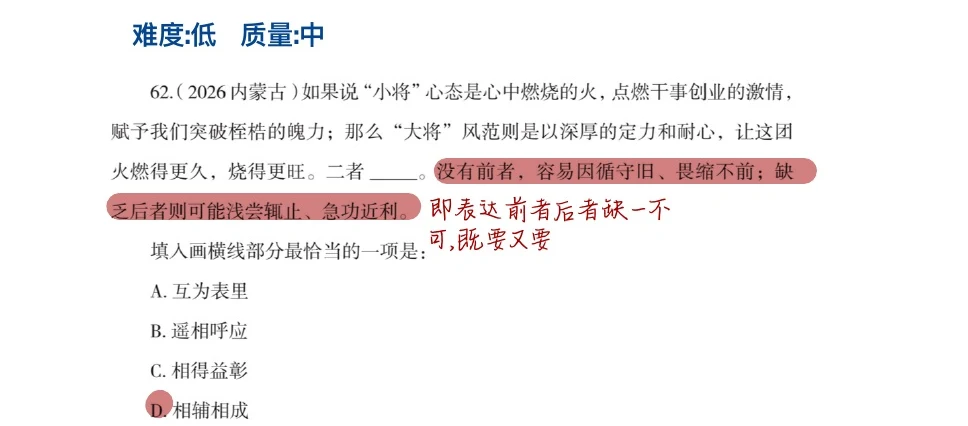 难度:低 质量:中
62.(2026内蒙古)如果说“小将”心态是心中燃烧的火,点燃干事创业的激情,
赋予我们突破桎梏的魄力;那么“大将”风范则是以深厚的定力和耐心,让这团
火燃得更久,烧得更旺。二者_____。没有前者,容易因循守旧、畏缩不前;缺
乏后者则可能浅尝辄止、急功近利。
即表达前者后者缺一不
可,既要又要
填入画横线部分最恰当的一项是:
A. 互为表里
B. 遥相呼应
C. 相得益彰
D. 相辅相成